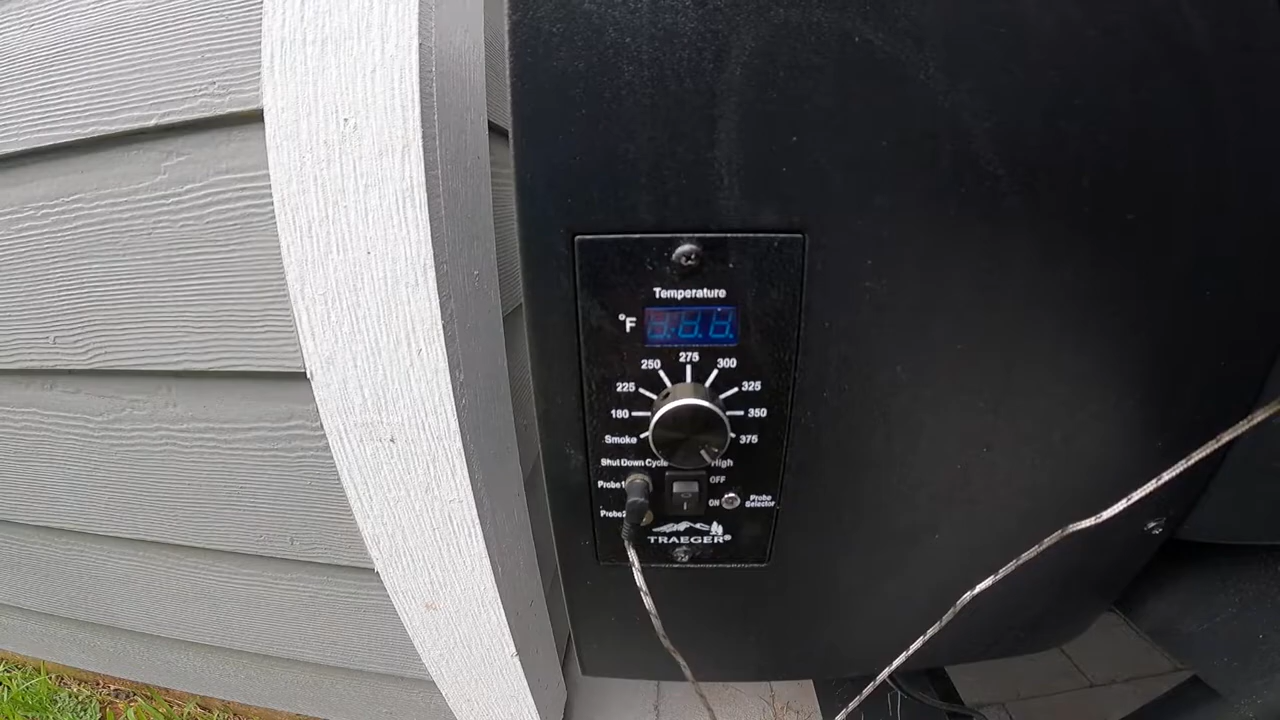 Temperature
°F
275
250 300
225 325
180 350
Smoke 375
Shut Down Cycle High
OFF
Probe1
ON
Probe Selector
Probe2
TRAEGER®